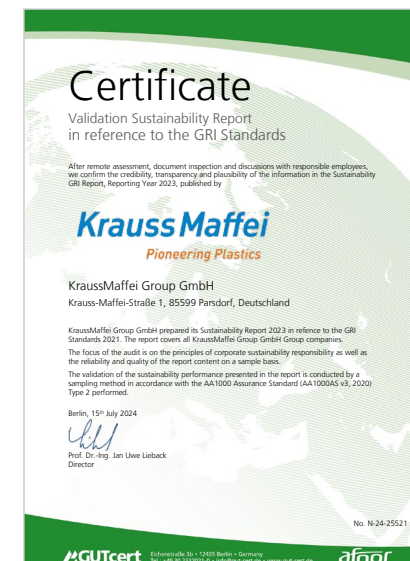 Certificate
Validation Sustainability Report
in reference to the GRI Standards
After remote assessment, document inspection and discussions with responsible employees,
we confirm the credibility, transparency and plausibility of the information in the Sustainability
GRI Report, Reporting Year 2023, published by
Krauss Maffei
Pioneering Plastics
KraussMaffei Group GmbH
Krauss-Maffei-Straße 1, 85599 Parsdorf, Deutschland
KraussMaffei Group GmbH prepared its Sustainability Report 2023 in refence to the GRI
Standards 2021. The report covers all KraussMaffei Group GmbH Group companies.
The focus of the audit is on the principles of corporate sustainability responsibility as well as
the reliability and quality of the report content on a sample basis.
The validation of the sustainability performance presented in the report is conducted by a
sampling method in accordance with the AA1000 Assurance Standard (AA1000AS v3, 2020)
Type 2 performed.
Berlin, 15th July 2024
Prof. Dr.-Ing. Jan Uwe Lieback
Director
No. N-24-25521
GUTcert
Eichenstraße 3b • 12435 Berlin • Germany
afnor